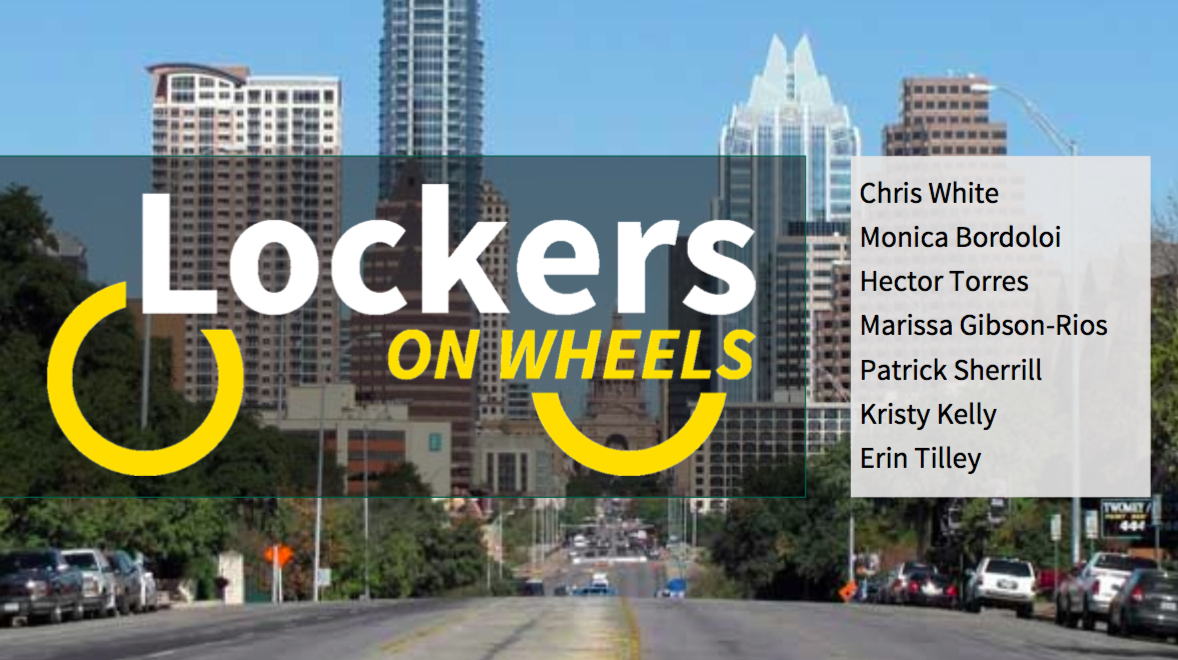 Lockers
ON WHEELS
Chris White
Monica Bordoloi
Hector Torres
Marissa Gibson-Rios
Patrick Sherrill
Kristy Kelly
Erin Tilley